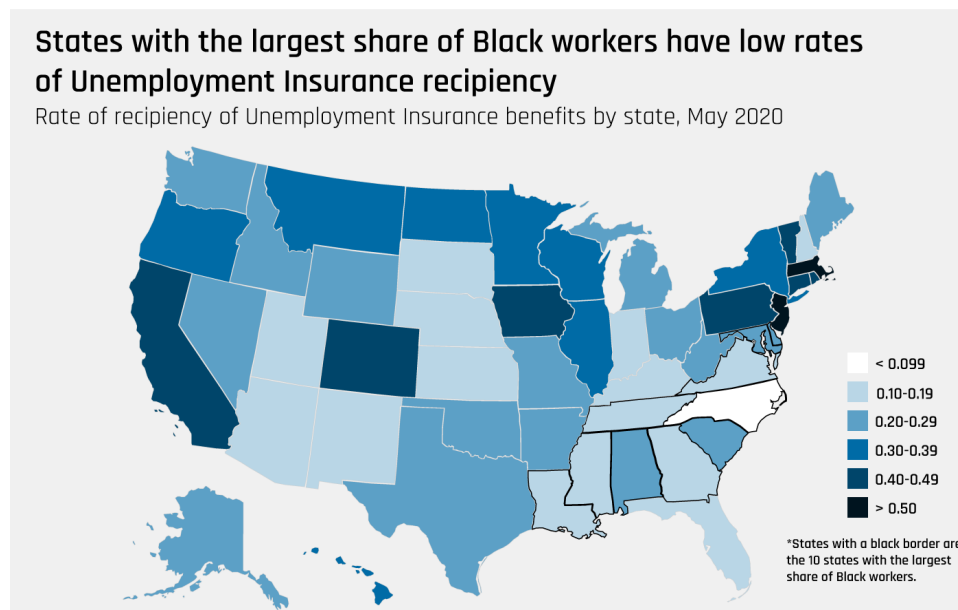 States with the largest share of Black workers have low rates
of Unemployment Insurance recipiency
Rate of recipiency of Unemployment Insurance benefits by state, May 2020
< 0.099
0.10-0.19
0.20-0.29
0.30-0.39
0.40-0.49
> 0.50
*States with a black border are
the 10 states with the largest
share of Black workers.